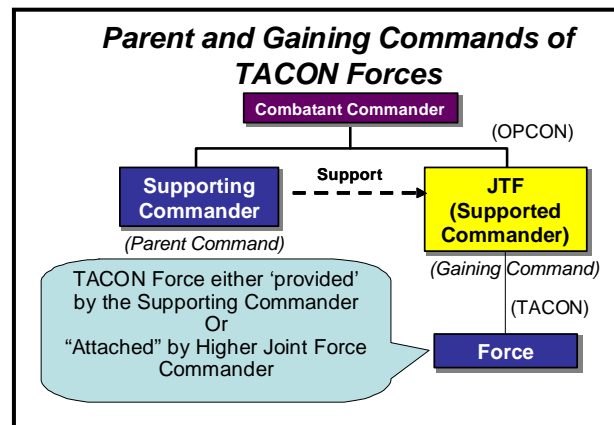 Parent and Gaining Commands of
TACON Forces
Combatant Commander
(OPCON)
Support
Supporting
Commander
JTF
(Supported
Commander)
(Parent Command)
(Gaining Command)
TACON Force either ‘provided’
by the Supporting Commander
Or
“Attached” by Higher Joint Force
Commander
(TACON)
Force